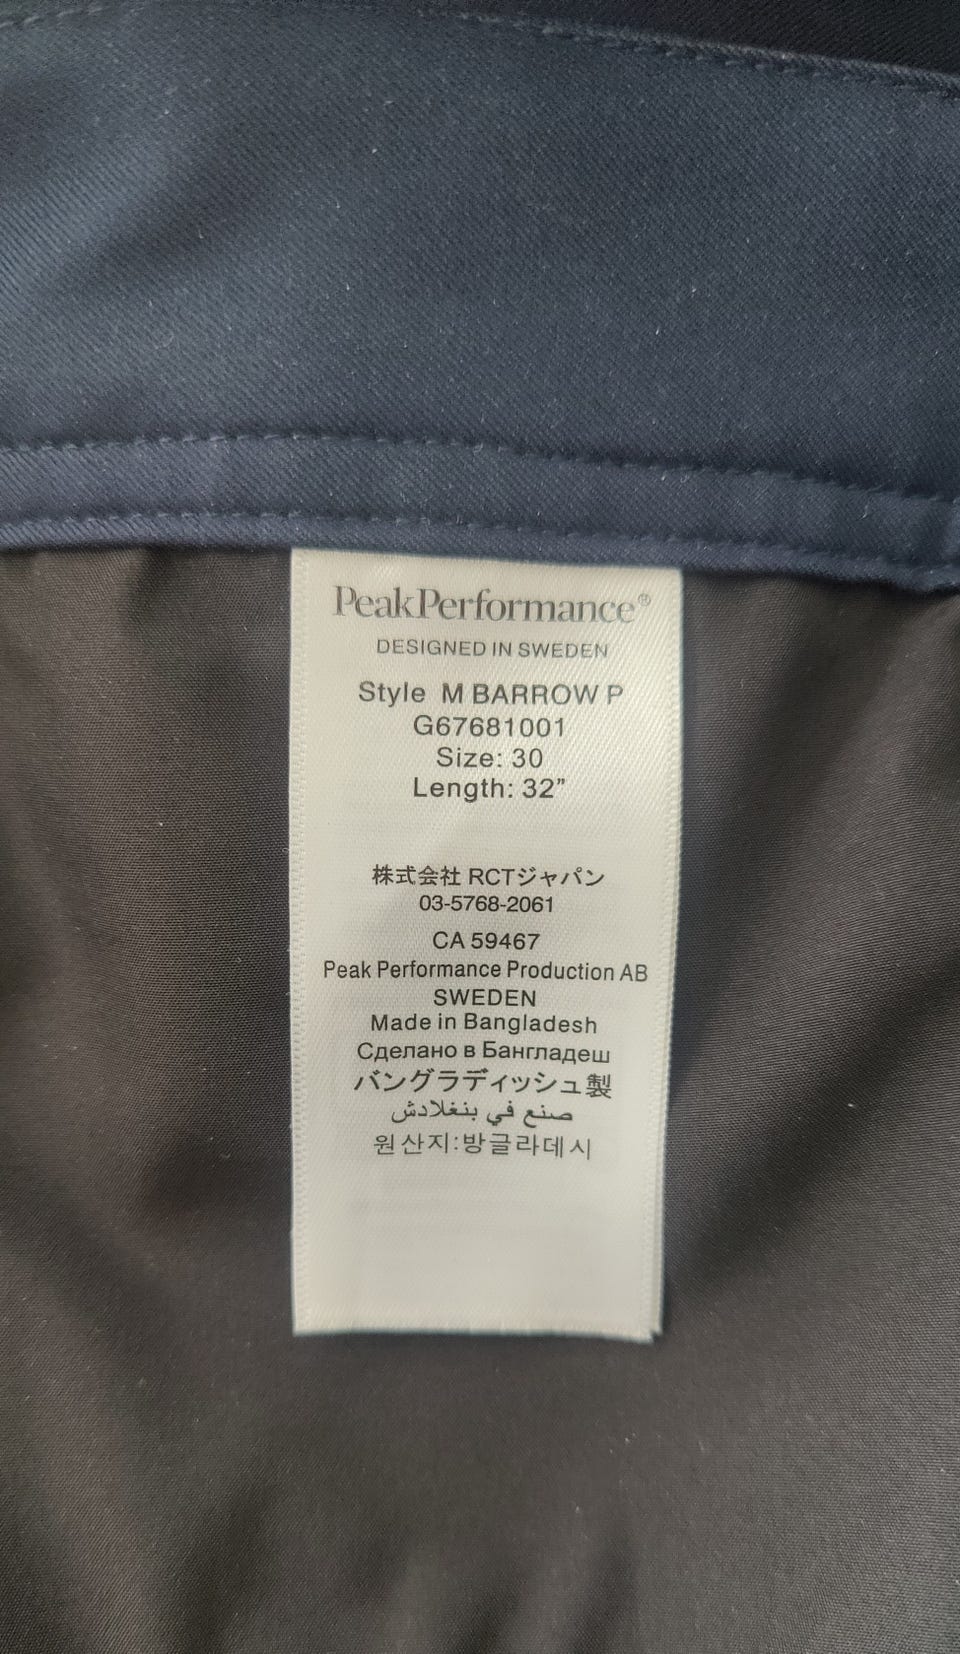 PeakPerformance®
DESIGNED IN SWEDEN
Style M BARROW P
G67681001
Size: 30
Length: 32”
株式会社 RCTジャパン
03-5768-2061
CA 59467
Peak Performance Production AB
SWEDEN
Made in Bangladesh
Сделано в Бангладеш
バングラディッシュ製
صنع في بنغلادش
원산지:방글라데시